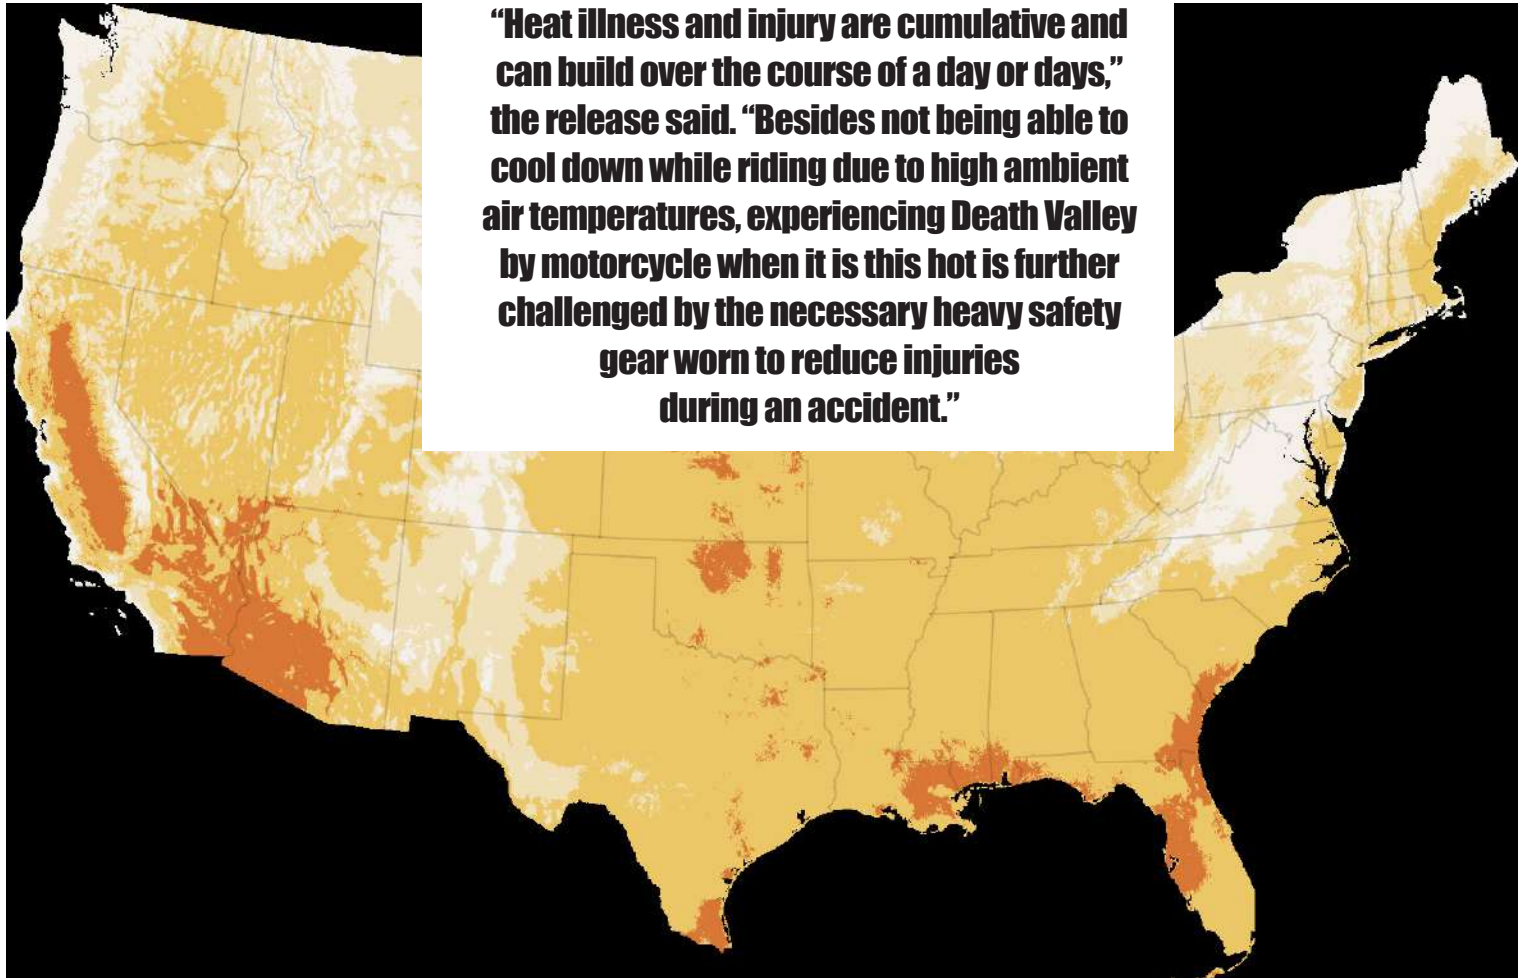 “Heat illness and injury are cumulative and
can build over the course of a day or days,”
the release said. “Besides not being able to
cool down while riding due to high ambient
air temperatures, experiencing Death Valley
by motorcycle when it is this hot is further
challenged by the necessary heavy safety
gear worn to reduce injuries
during an accident.”